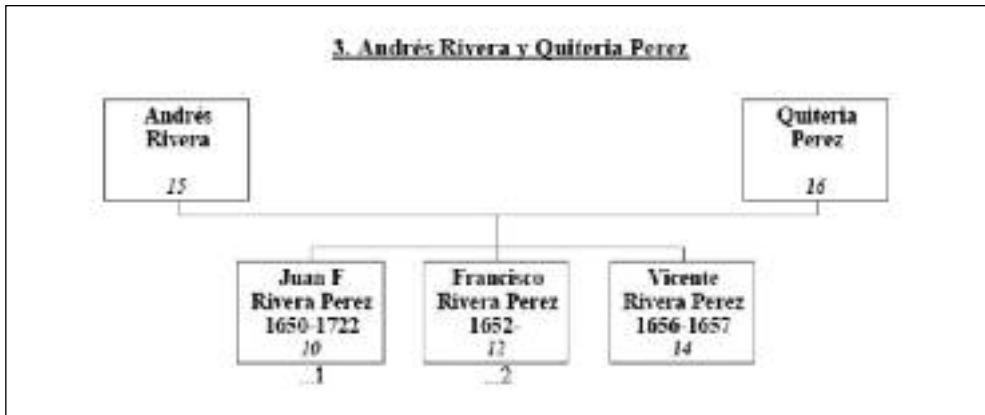 3. Andrés Rivera y Quiteria Perez
Andrés
Rivera
15
Quiteria
Perez
16
Juan F
Rivera Perez
1650-1722
10
...1
Francisco
Rivera Perez
1652-
12
...2
Vicente
Rivera Perez
1656-1657
14